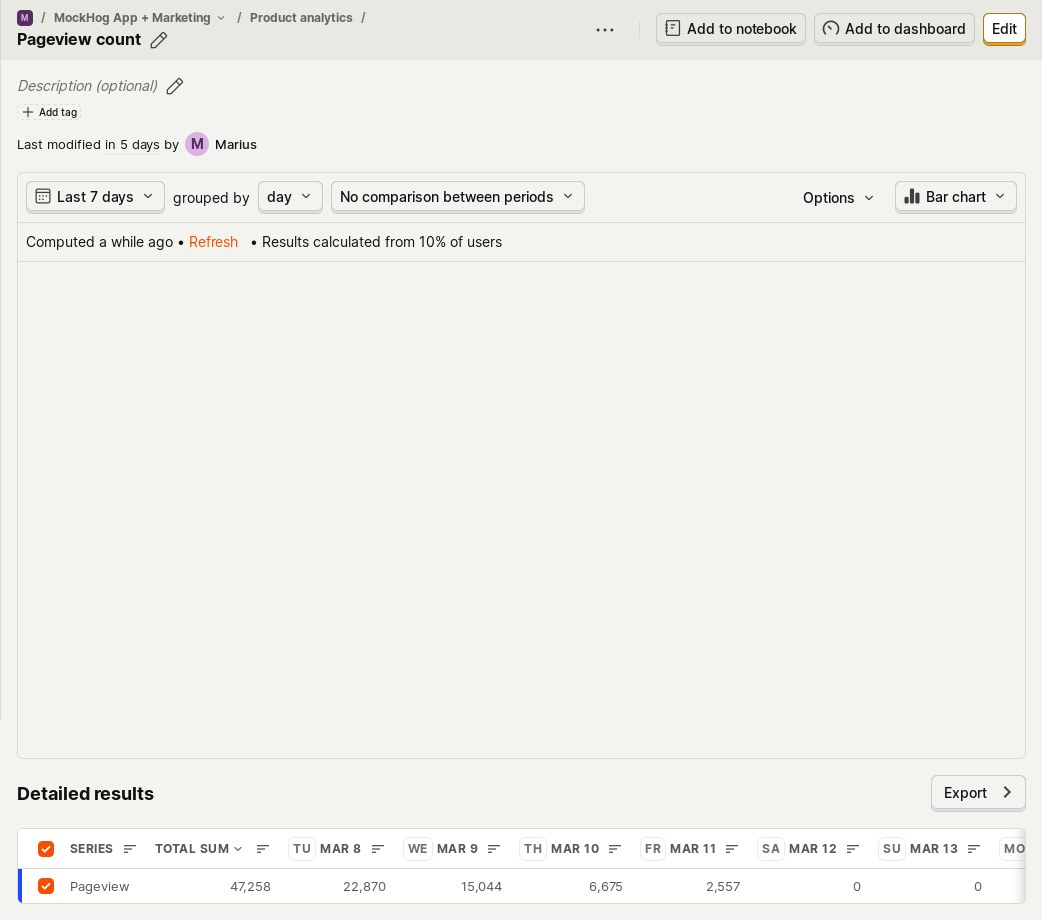 M / MockHog App + Marketing / Product analytics /
Pageview count
Add to notebook
Add to dashboard
Edit
Description (optional)
Add tag
Last modified in 5 days by M Marius
Last 7 days grouped by day No comparison between periods Options Bar chart
Computed a while ago • Refresh • Results calculated from 10% of users
Detailed results
Export
SERIES TOTAL SUM TU MAR 8 WE MAR 9 TH MAR 10 FR MAR 11 SA MAR 12 SU MAR 13 MO
Pageview 47,258 22,870 15,044 6,675 2,557 0 0